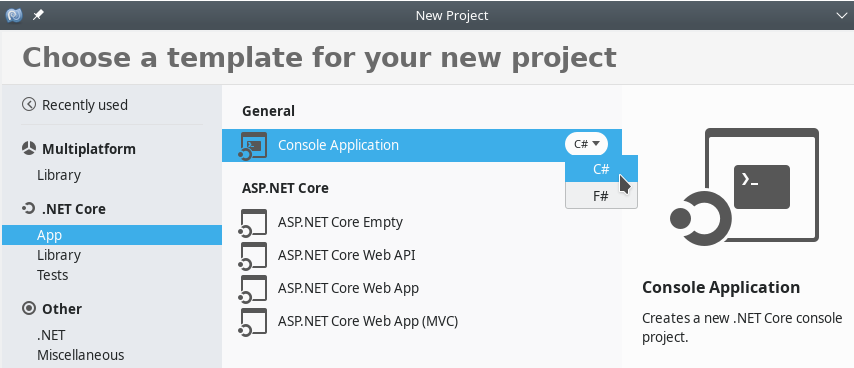 New Project
Choose a template for your new project
Recently used
Multiplatform
Library
.NET Core
App
Library
Tests
Other
.NET
Miscellaneous
General
Console Application
C#
C#
F#
ASP.NET Core
ASP.NET Core Empty
ASP.NET Core Web API
ASP.NET Core Web App
ASP.NET Core Web App (MVC)
Console Application
Creates a new .NET Core console
project.